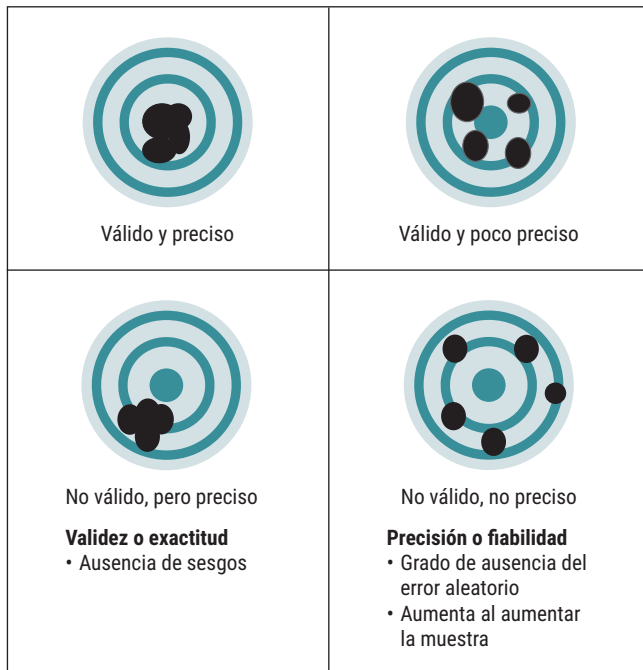 Válido y preciso
Válido y poco preciso
No válido, pero preciso
Validez o exactitud
• Ausencia de sesgos
No válido, no preciso
Precisión o fiabilidad
• Grado de ausencia del
error aleatorio
• Aumenta al aumentar
la muestra